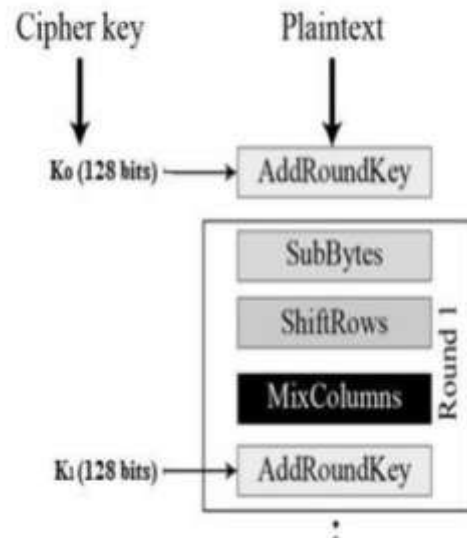 Cipher key
Plaintext
K₀ (128 bits)
AddRoundKey
SubBytes
ShiftRows
MixColumns
Round 1
K₁ (128 bits)
AddRoundKey